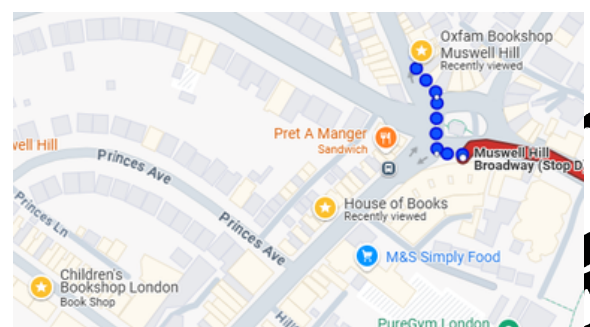 Oxfam Bookshop
Muswell Hill
Recently viewed
Pret A Manger
Sandwich
well Hill
Muswell Hill
Broadway (Stop D
Princes Ave
House of Books
Recently viewed
Princes Ln
Princes Ave
M&S Simply Food
Children's
Bookshop London
Book Shop
Hil
PureGym London